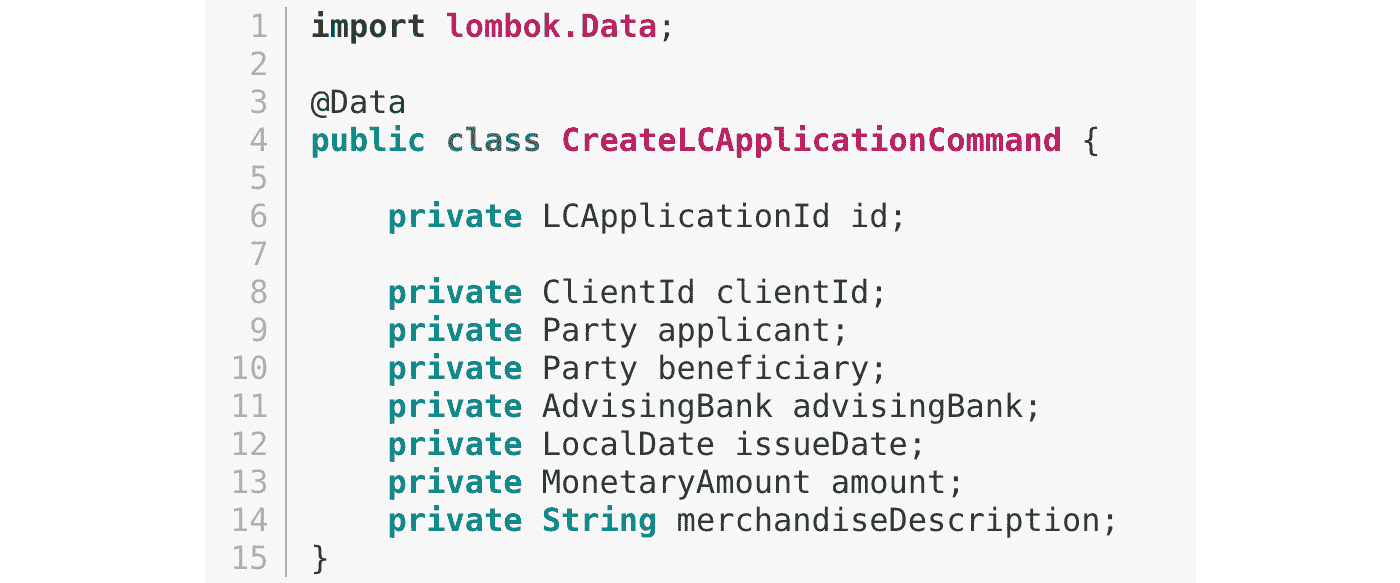 1 import lombok.Data;
2
3 @Data
4 public class CreateLCApplicationCommand {
5
6     private LCApplicationId id;
7
8     private ClientId clientId;
9     private Party applicant;
10     private Party beneficiary;
11     private AdvisingBank advisingBank;
12     private LocalDate issueDate;
13     private MonetaryAmount amount;
14     private String merchandiseDescription;
15 }